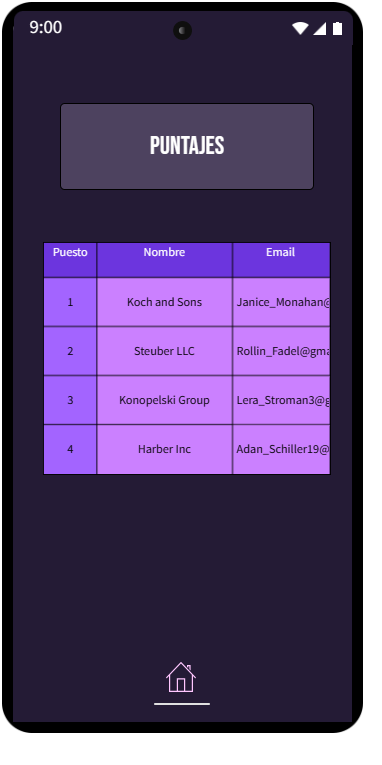 9:00
PUNTAJES
Puesto Nombre Email
1 Koch and Sons Janice_Monahan@
2 Steuber LLC Rollin_Fadel@gma
3 Konopelski Group Lera_Stroman3@g
4 Harber Inc Adan_Schiller19@